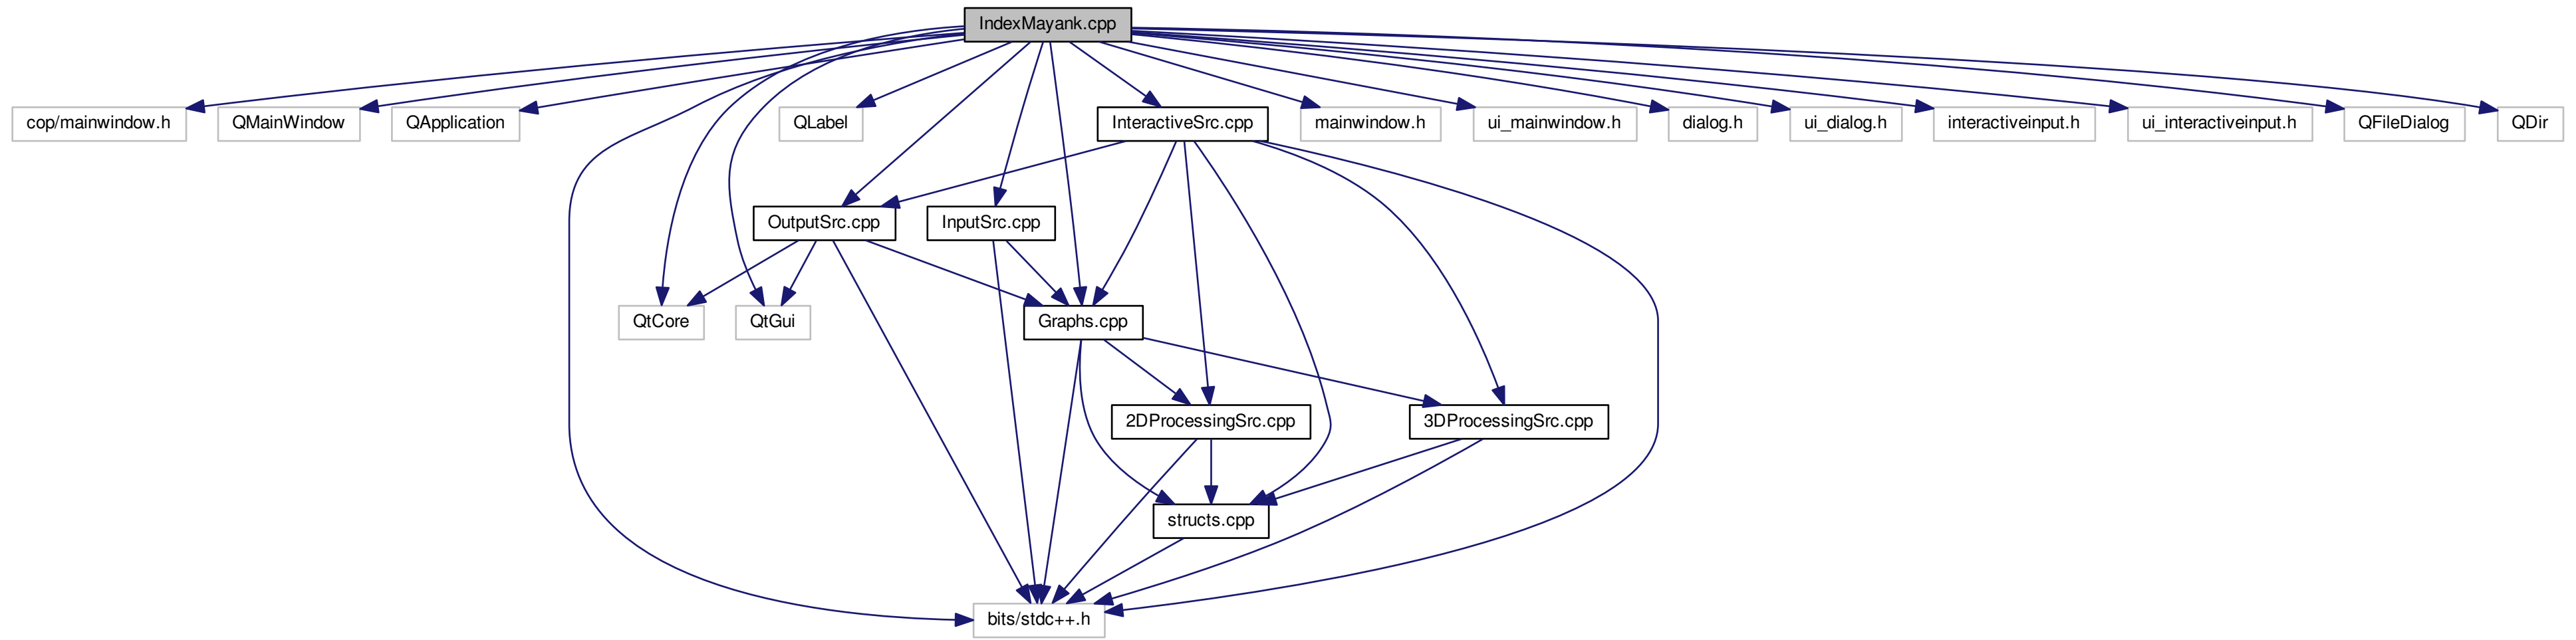 IndexMayank.cpp
cop/mainwindow.h
QMainWindow
QApplication
QLabel
InteractiveSrc.cpp
mainwindow.h
ui_mainwindow.h
dialog.h
ui_dialog.h
interactiveinput.h
ui_interactiveinput.h
QFileDialog
QDir
OutputSrc.cpp
InputSrc.cpp
QtCore
QtGui
Graphs.cpp
2DProcessingSrc.cpp
3DProcessingSrc.cpp
structs.cpp
bits/stdc++.h